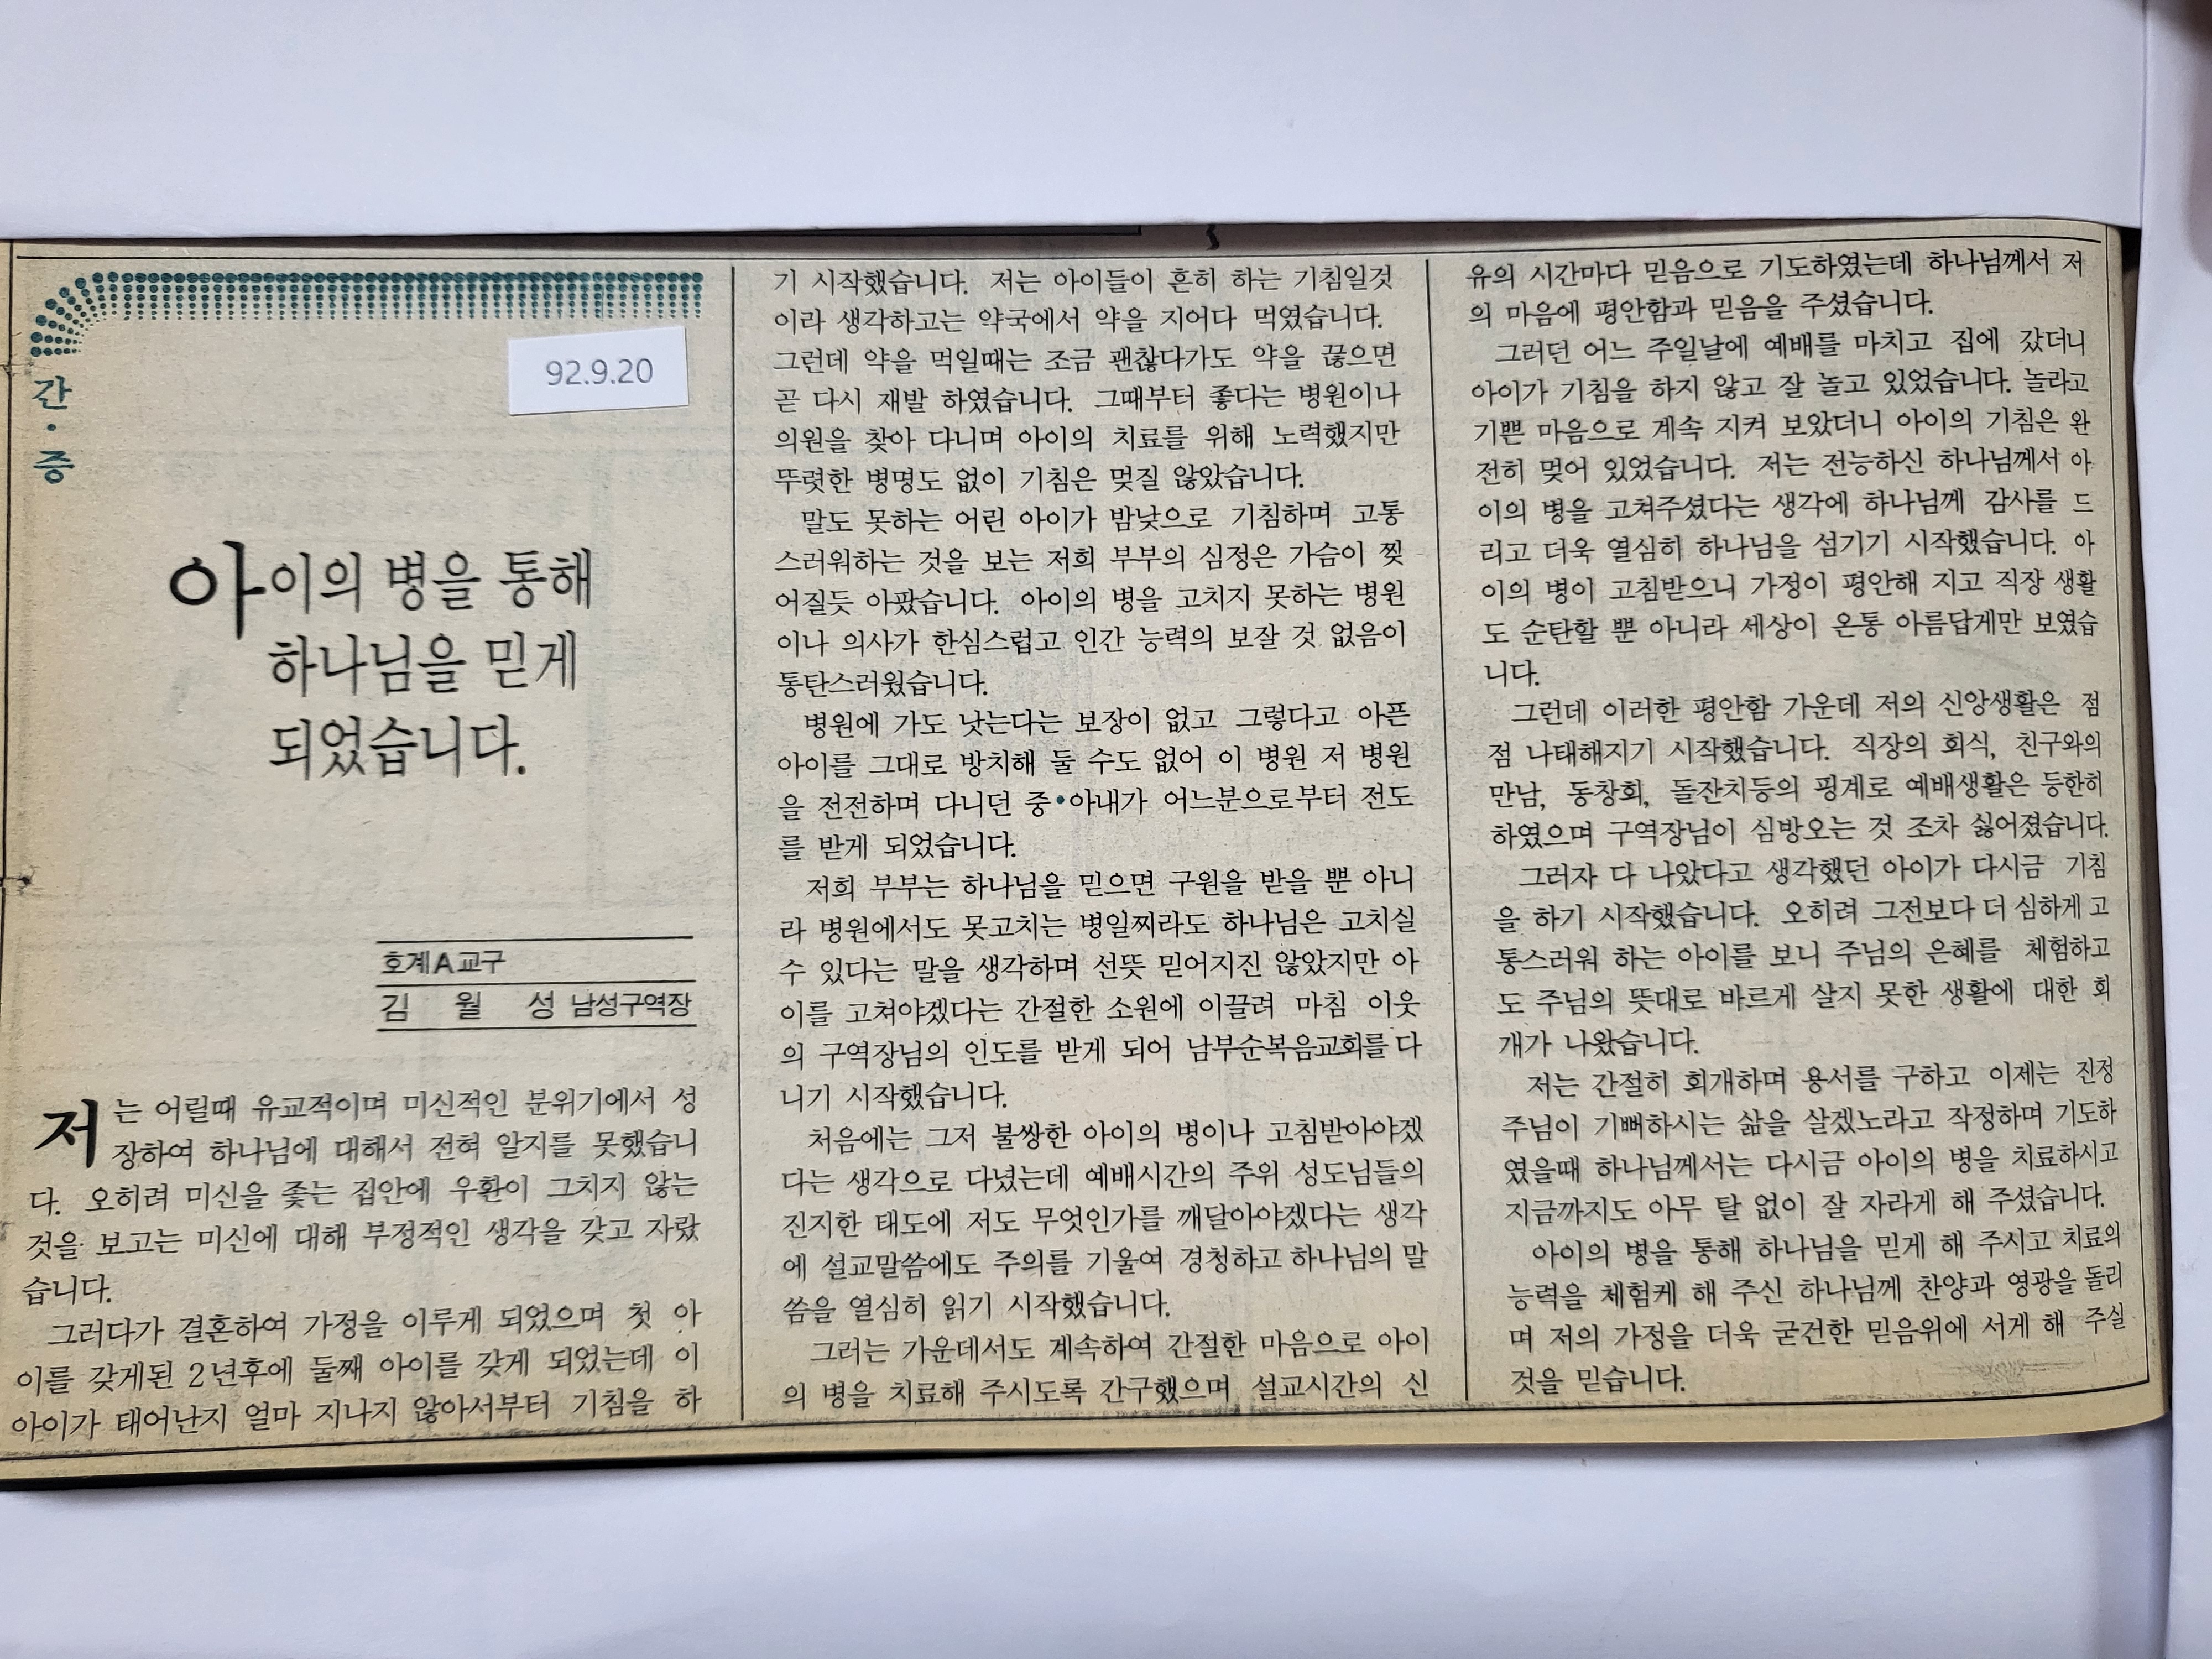 간·증
92.9.20
아이의 병을 통해
하나님을 믿게
되었습니다.
호계A교구
김 월 성 남성구역장
저는 어릴때 유교적이며 미신적인 분위기에서 성
장하여 하나님에 대해서 전혀 알지를 못했습니
다. 오히려 미신을 좇는 집안에 우환이 그치지 않는
것을 보고는 미신에 대해 부정적인 생각을 갖고 자랐
습니다.
그러다가 결혼하여 가정을 이루게 되었으며 첫 아
이를 갖게된 2년후에 둘째 아이를 갖게 되었는데 이
아이가 태어난지 얼마 지나지 않아서부터 기침을 하
기 시작했습니다. 저는 아이들이 흔히 하는 기침일것
이라 생각하고는 약국에서 약을 지어다 먹였습니다.
그런데 약을 먹일때는 조금 괜찮다가도 약을 끊으면
곧 다시 재발 하였습니다. 그때부터 좋다는 병원이나
의원을 찾아 다니며 아이의 치료를 위해 노력했지만
뚜렷한 병명도 없이 기침은 멎질 않았습니다.
말도 못하는 어린 아이가 밤낮으로 기침하며 고통
스러워하는 것을 보는 저희 부부의 심정은 가슴이 찢
어질듯 아팠습니다. 아이의 병을 고치지 못하는 병원
이나 의사가 한심스럽고 인간 능력의 보잘 것 없음이
통탄스러웠습니다.
병원에 가도 낫는다는 보장이 없고 그렇다고 아픈
아이를 그대로 방치해 둘 수도 없어 이 병원 저 병원
을 전전하며 다니던 중•아내가 어느분으로부터 전도
를 받게 되었습니다.
저희 부부는 하나님을 믿으면 구원을 받을 뿐 아니
라 병원에서도 못고치는 병일찌라도 하나님은 고치실
수 있다는 말을 생각하며 선뜻 믿어지진 않았지만 아
이를 고쳐야겠다는 간절한 소원에 이끌려 마침 이웃
의 구역장님의 인도를 받게 되어 남부순복음교회를 다
니기 시작했습니다.
처음에는 그저 불쌍한 아이의 병이나 고침받아야겠
다는 생각으로 다녔는데 예배시간의 주위 성도님들의
진지한 태도에 저도 무엇인가를 깨달아야겠다는 생각
에 설교말씀에도 주의를 기울여 경청하고 하나님의 말
씀을 열심히 읽기 시작했습니다.
그러는 가운데서도 계속하여 간절한 마음으로 아이
의 병을 치료해 주시도록 간구했으며 설교시간의 신
유의 시간마다 믿음으로 기도하였는데 하나님께서 저
의 마음에 평안함과 믿음을 주셨습니다.
그러던 어느 주일날에 예배를 마치고 집에 갔더니
아이가 기침을 하지 않고 잘 놀고 있었습니다. 놀라고
기쁜 마음으로 계속 지켜 보았더니 아이의 기침은 완
전히 멎어 있었습니다. 저는 전능하신 하나님께서 아
이의 병을 고쳐주셨다는 생각에 하나님께 감사를 드
리고 더욱 열심히 하나님을 섬기기 시작했습니다. 아
이의 병이 고침받으니 가정이 평안해 지고 직장 생활
도 순탄할 뿐 아니라 세상이 온통 아름답게만 보였습
니다.
그런데 이러한 평안함 가운데 저의 신앙생활은 점
점 나태해지기 시작했습니다. 직장의 회식, 친구와의
만남, 동창회, 돌잔치등의 핑계로 예배생활은 등한히
하였으며 구역장님이 심방오는 것 조차 싫어졌습니다.
그러자 다 나았다고 생각했던 아이가 다시금 기침
을 하기 시작했습니다. 오히려 그전보다 더 심하게 고
통스러워 하는 아이를 보니 주님의 은혜를 체험하고
도 주님의 뜻대로 바르게 살지 못한 생활에 대한 회
개가 나왔습니다.
저는 간절히 회개하며 용서를 구하고 이제는 진정
주님이 기뻐하시는 삶을 살겠노라고 작정하며 기도하
였을때 하나님께서는 다시금 아이의 병을 치료하시고
지금까지도 아무 탈 없이 잘 자라게 해 주셨습니다.
아이의 병을 통해 하나님을 믿게 해 주시고 치료의
능력을 체험케 해 주신 하나님께 찬양과 영광을 돌리
며 저의 가정을 더욱 굳건한 믿음위에 서게 해 주실
것을 믿습니다.